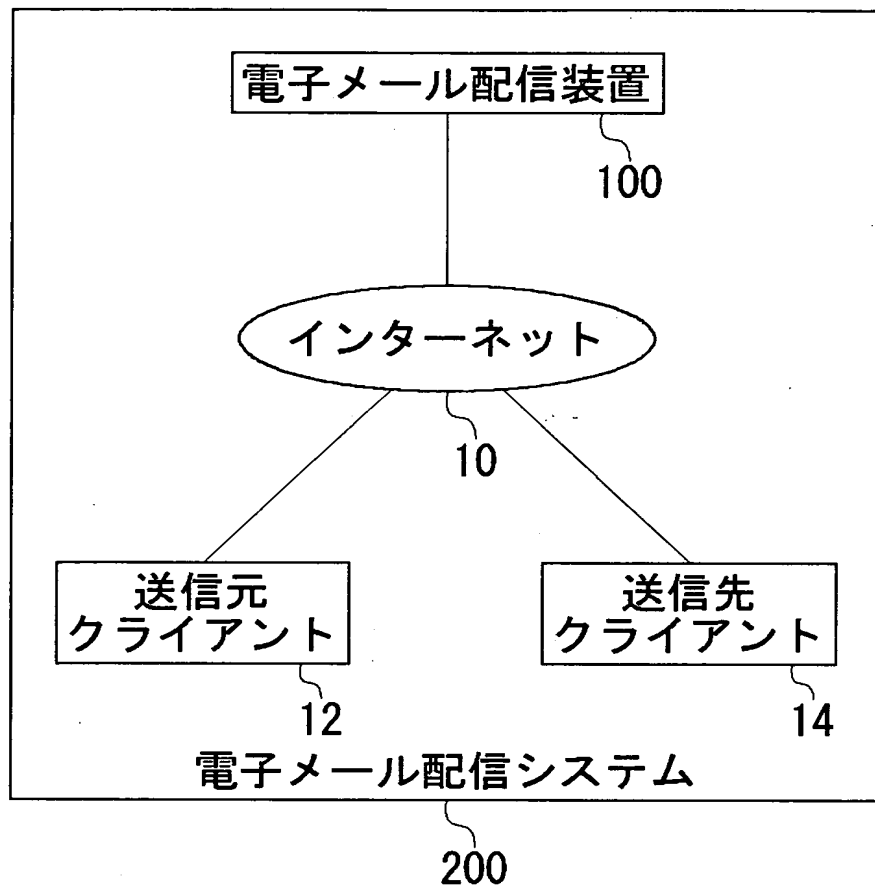 電子メール配信装置
100
インターネット
10
送信元
クライアント
12
送信先
クライアント
14
電子メール配信システム
200